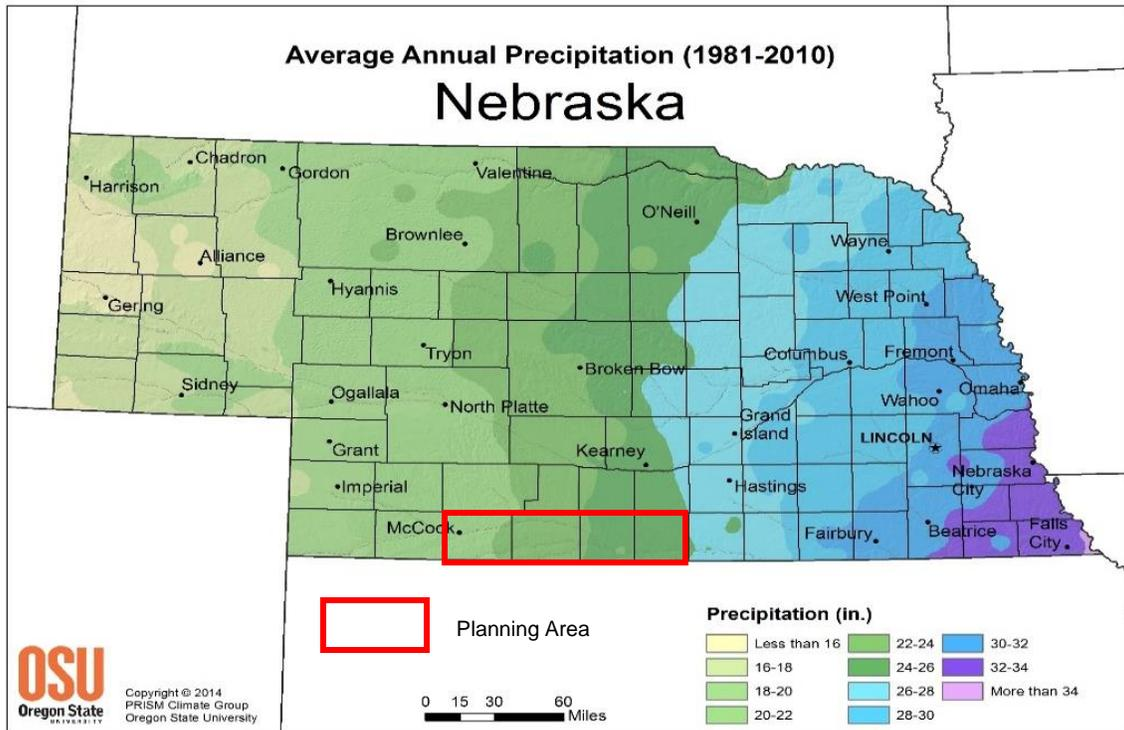 Average Annual Precipitation (1981-2010)
Nebraska
Chadron
Harrison
Gordon
Valentine
O'Neill
Brownlee
Wayne
Alliance
Hyannis
Gering
West Point
Tryon
Columbus
Fremont
Broken Bow
Sidney
Ogallala
North Platte
Wahoo
Omaha
Grand
Island
LINCOLN
Grant
Kearney
Nebraska
City
Imperial
Hastings
McCook
Fairbury
Beatrice
Falls
City
Planning Area
Precipitation (in.)
Less than 16
16-18
18-20
20-22
22-24
24-26
26-28
28-30
30-32
32-34
More than 34
OSU
Oregon State
UNIVERSITY
Copyright © 2014
PRISM Climate Group
Oregon State University
0 15 30 60
Miles